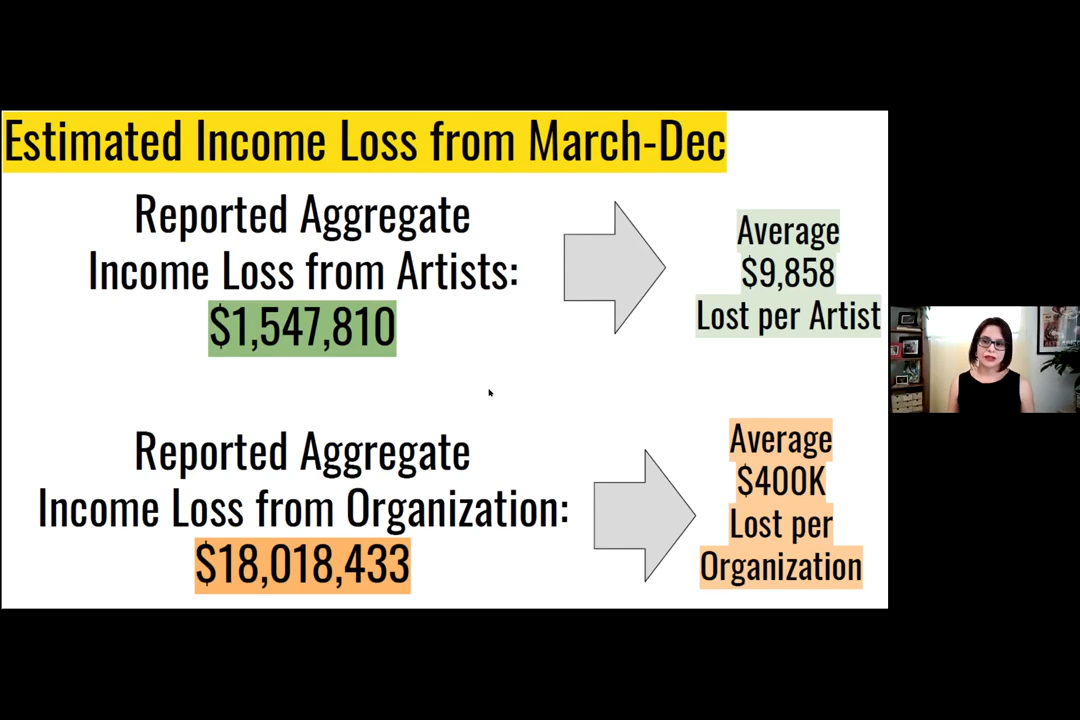 Estimated Income Loss from March-Dec
Reported Aggregate
Income Loss from Artists:
$1,547,810
Average
$9,858
Lost per Artist
Reported Aggregate
Income Loss from Organization:
$18,018,433
Average
$400K
Lost per
Organization